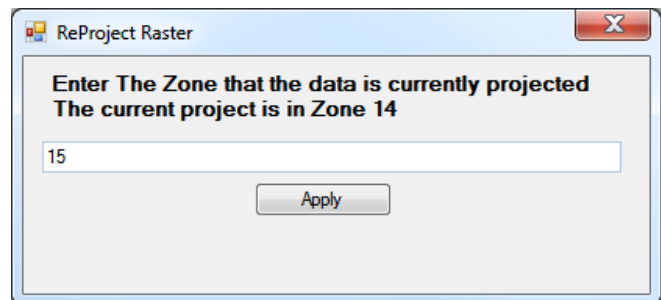 ReProject Raster
Enter The Zone that the data is currently projected
The current project is in Zone 14
15
Apply